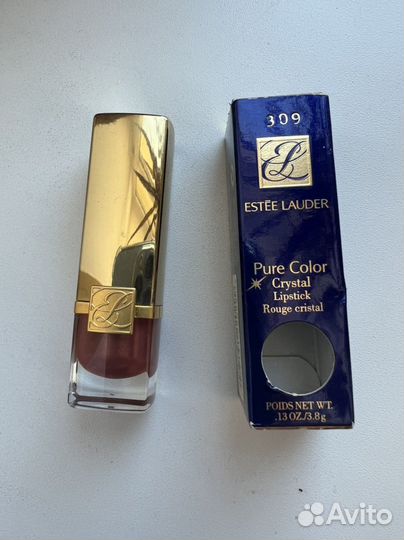 309
ESTĒE LAUDER
Pure Color
Crystal
Lipstick
Rouge cristal
POIDS NET WT.
.13 OZ./3.8g
Avito